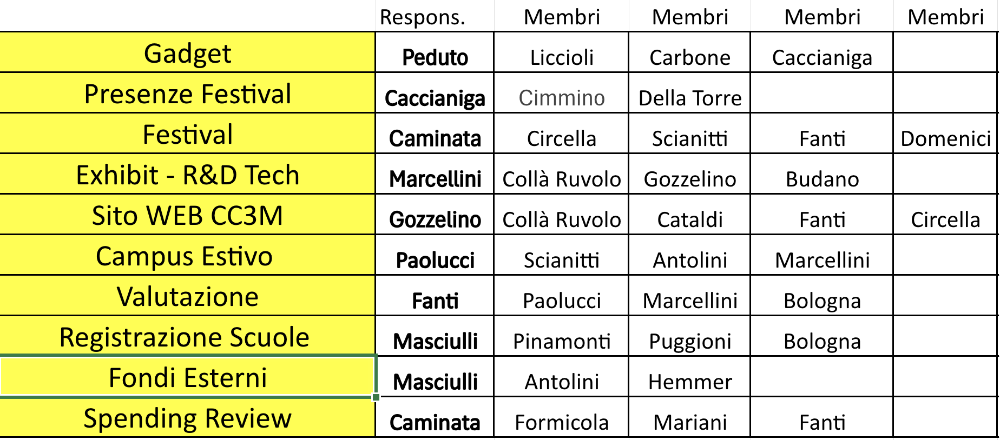 Respons. Membri Membri Membri Membri
Gadget Peduto Liccioli Carbone Caccianiga
Presenze Festival Caccianiga Cimmino Della Torre
Festival Caminata Circella Scianitti Fanti Domenici
Exhibit - R&D Tech Marcellini Collà Ruvolo Gozzelino Budano
Sito WEB CC3M Gozzelino Collà Ruvolo Cataldi Fanti Circella
Campus Estivo Paolucci Scianitti Antolini Marcellini
Valutazione Fanti Paolucci Marcellini Bologna
Registrazione Scuole Masciulli Pinamonti Puggioni Bologna
Fondi Esterni Masciulli Antolini Hemmer
Spending Review Caminata Formicola Mariani Fanti